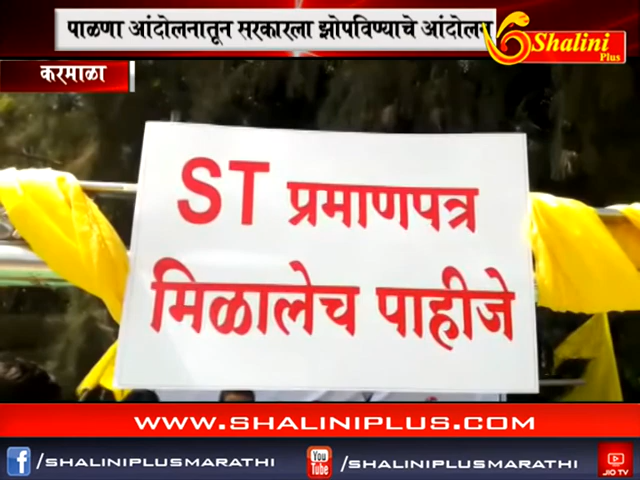 पाळणा आंदोलनातून सरकारला झोपविण्याचे आंदोलन
Shalini
Plus
करमाळा
ST प्रमाणपत्र
मिळालेच पाहीजे
WWW.SHALINIPLUS.COM
f /SHALINIPLUSMARATHI
You Tube /SHALINIPLUSMARATHI
JIO TV